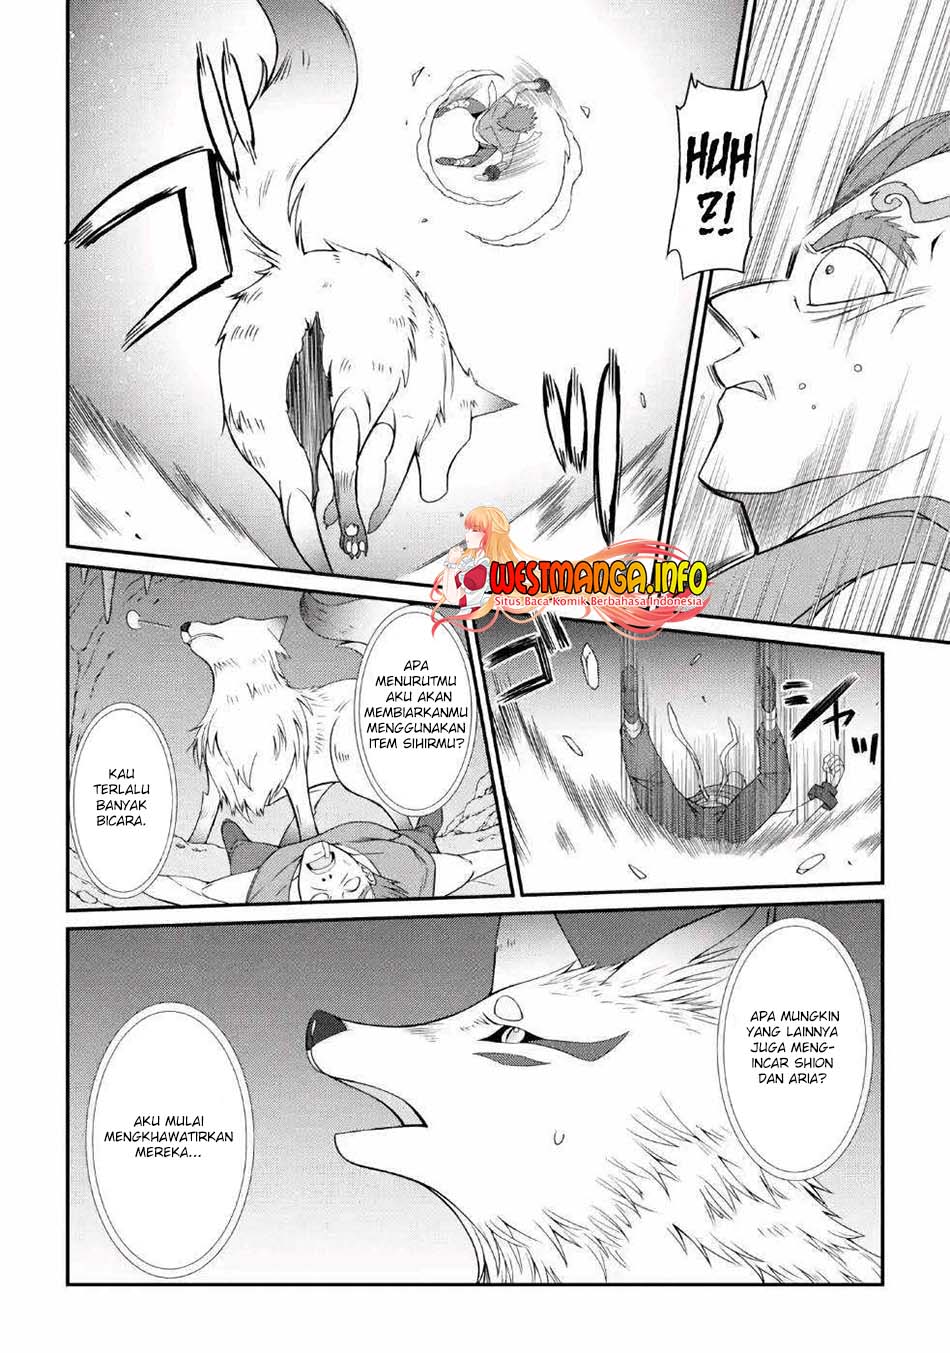 HUH
?!
ゴ
WESTMANGA.INFO
Situs Baca Komik Berbahasa Indonesia
APA
MENURUTMU
AKU AKAN
MEMBIARKANMU
MENGGUNAKAN
ITEM SIHIRMU?
KAU
TERLALU
BANYAK
BICARA.
APA MUNGKIN
YANG LAINNYA
JUGA MENG-
INCAR SHION
DAN ARIA?
AKU MULAI
MENGKHAWATIRKAN
MEREKA...